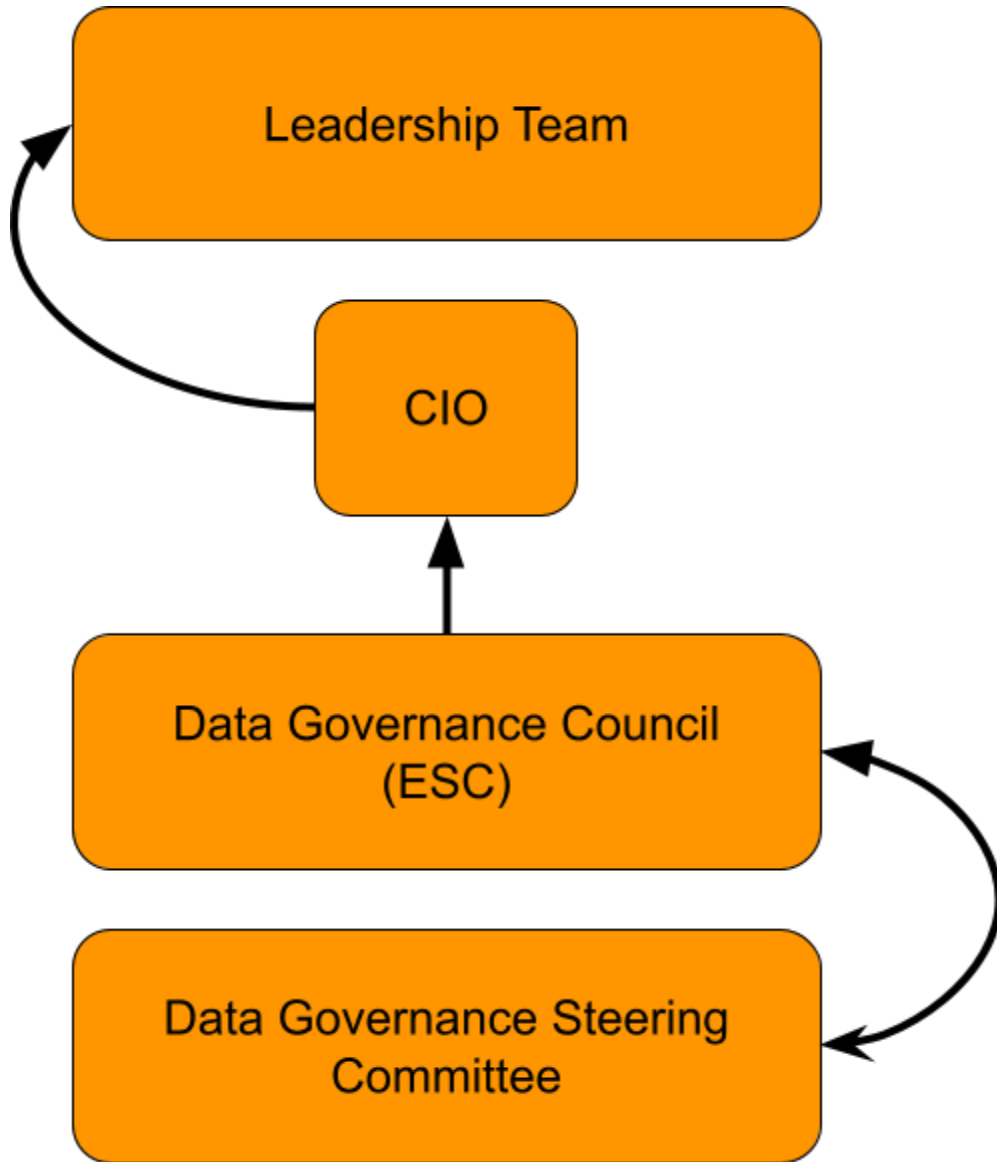 Leadership Team
CIO
Data Governance Council
(ESC)
Data Governance Steering
Committee